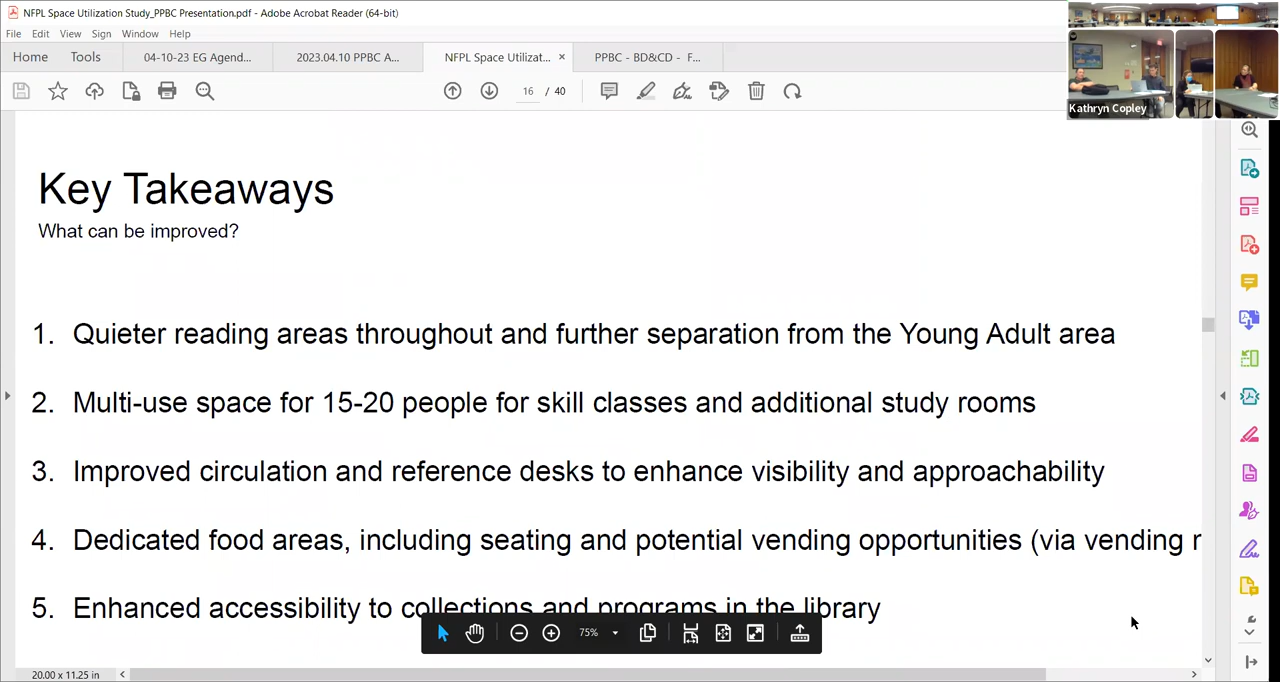 NFPL Space Utilization Study_PPBC Presentation.pdf - Adobe Acrobat Reader (64-bit)
File Edit View Sign Window Help
Home Tools 04-10-23 EG Agend... 2023.04.10 PPBC A... NFPL Space Utilizat... × PPBC - BD&CD - F...
16 / 40
Kathryn Copley
Key Takeaways
What can be improved?
1. Quieter reading areas throughout and further separation from the Young Adult area
2. Multi-use space for 15-20 people for skill classes and additional study rooms
3. Improved circulation and reference desks to enhance visibility and approachability
4. Dedicated food areas, including seating and potential vending opportunities (via vending
5. Enhanced accessibility to collections and programs in the library
75%
20.00 x 11.25 in